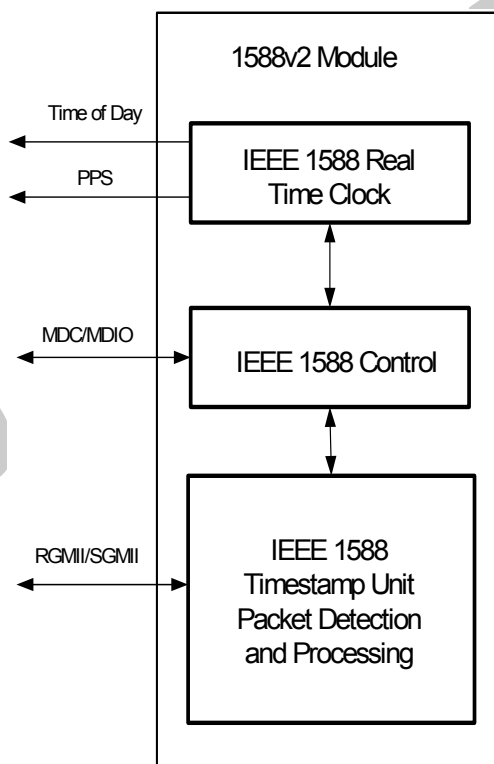 1588v2 Module
Time of Day
PPS
IEEE 1588 Real
Time Clock
MDC/MDIO
IEEE 1588 Control
RGMII/SGMII
IEEE 1588
Timestamp Unit
Packet Detection
and Processing